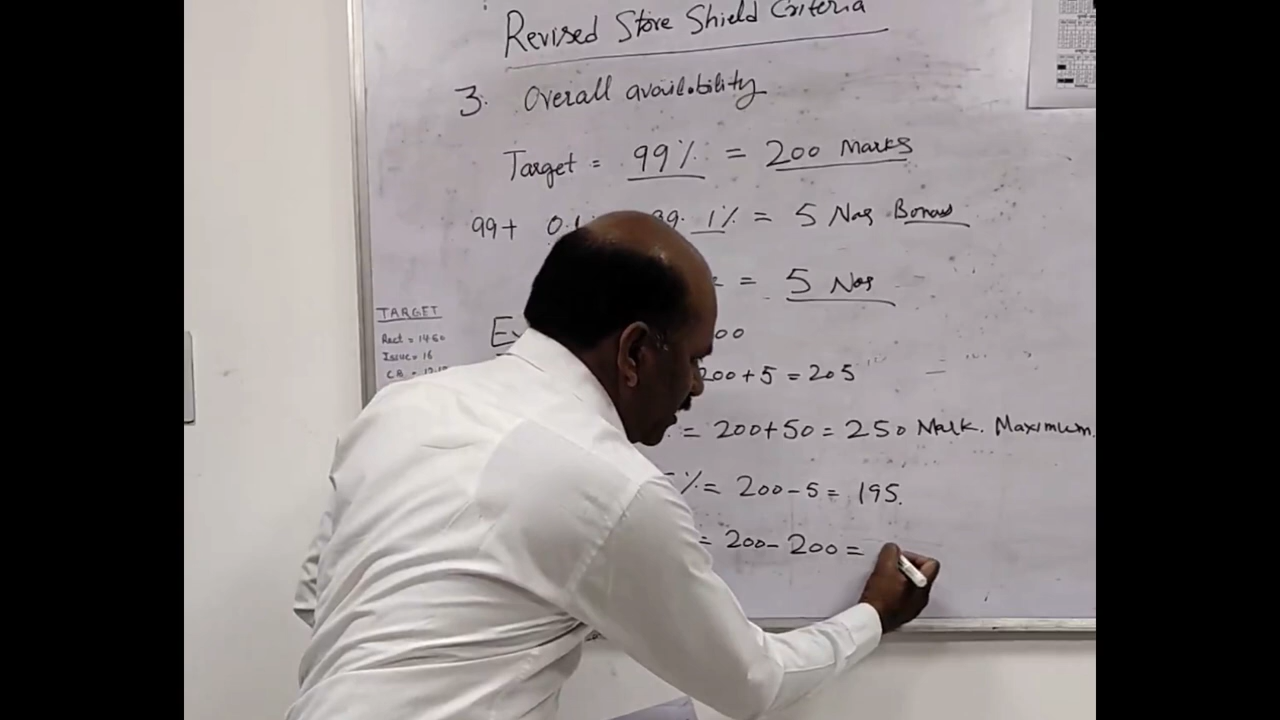 Revised Store Shield Criteria
3. Overall availability
Target = 99% = 200 Marks
99+ 0.1 99. 1% = 5 Nos Bonus
= 5 Nos
00
200+5 = 205
= 200+50 = 250 Mark. Maximum.
5% = 200-5 = 195.
= 200-200 =
TARGET
Rect = 1460
Issue = 16